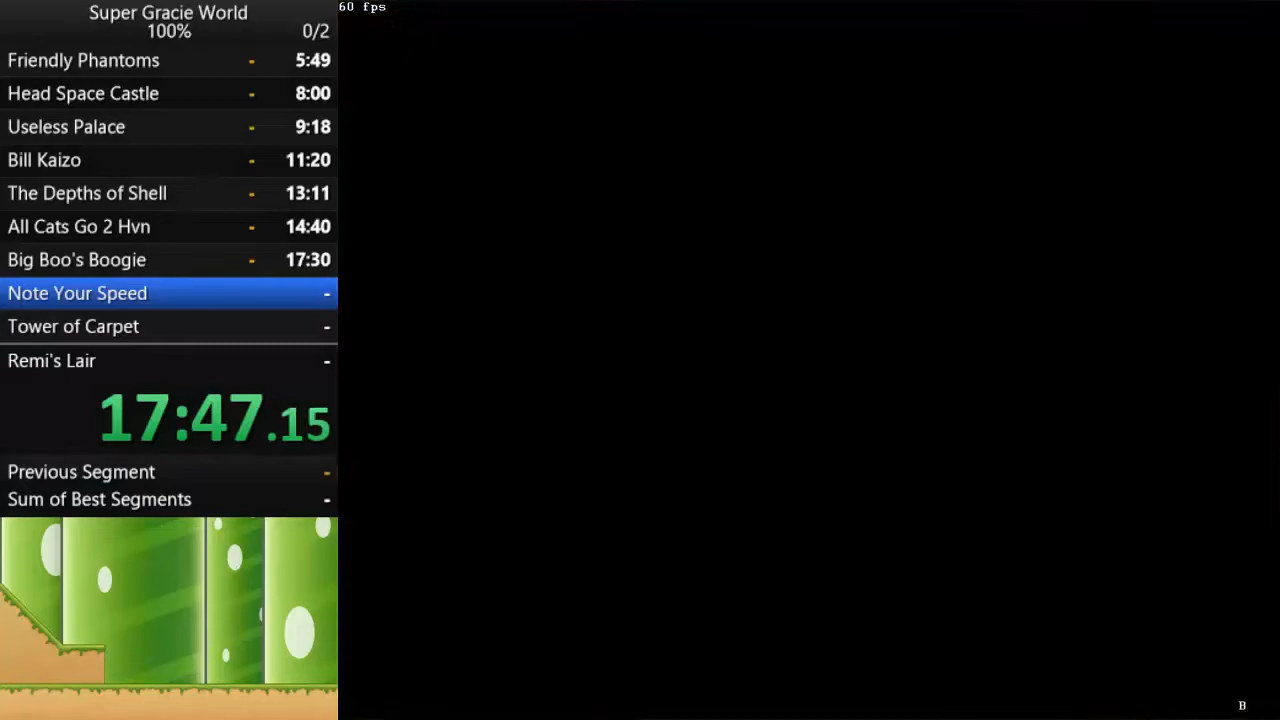 60 fps
Super Gracie World
100% 0/2
Friendly Phantoms - 5:49
Head Space Castle - 8:00
Useless Palace - 9:18
Bill Kaizo - 11:20
The Depths of Shell - 13:11
All Cats Go 2 Hvn - 14:40
Big Boo's Boogie - 17:30
Note Your Speed -
Tower of Carpet -
Remi's Lair -
17:47.15
Previous Segment -
Sum of Best Segments -
B